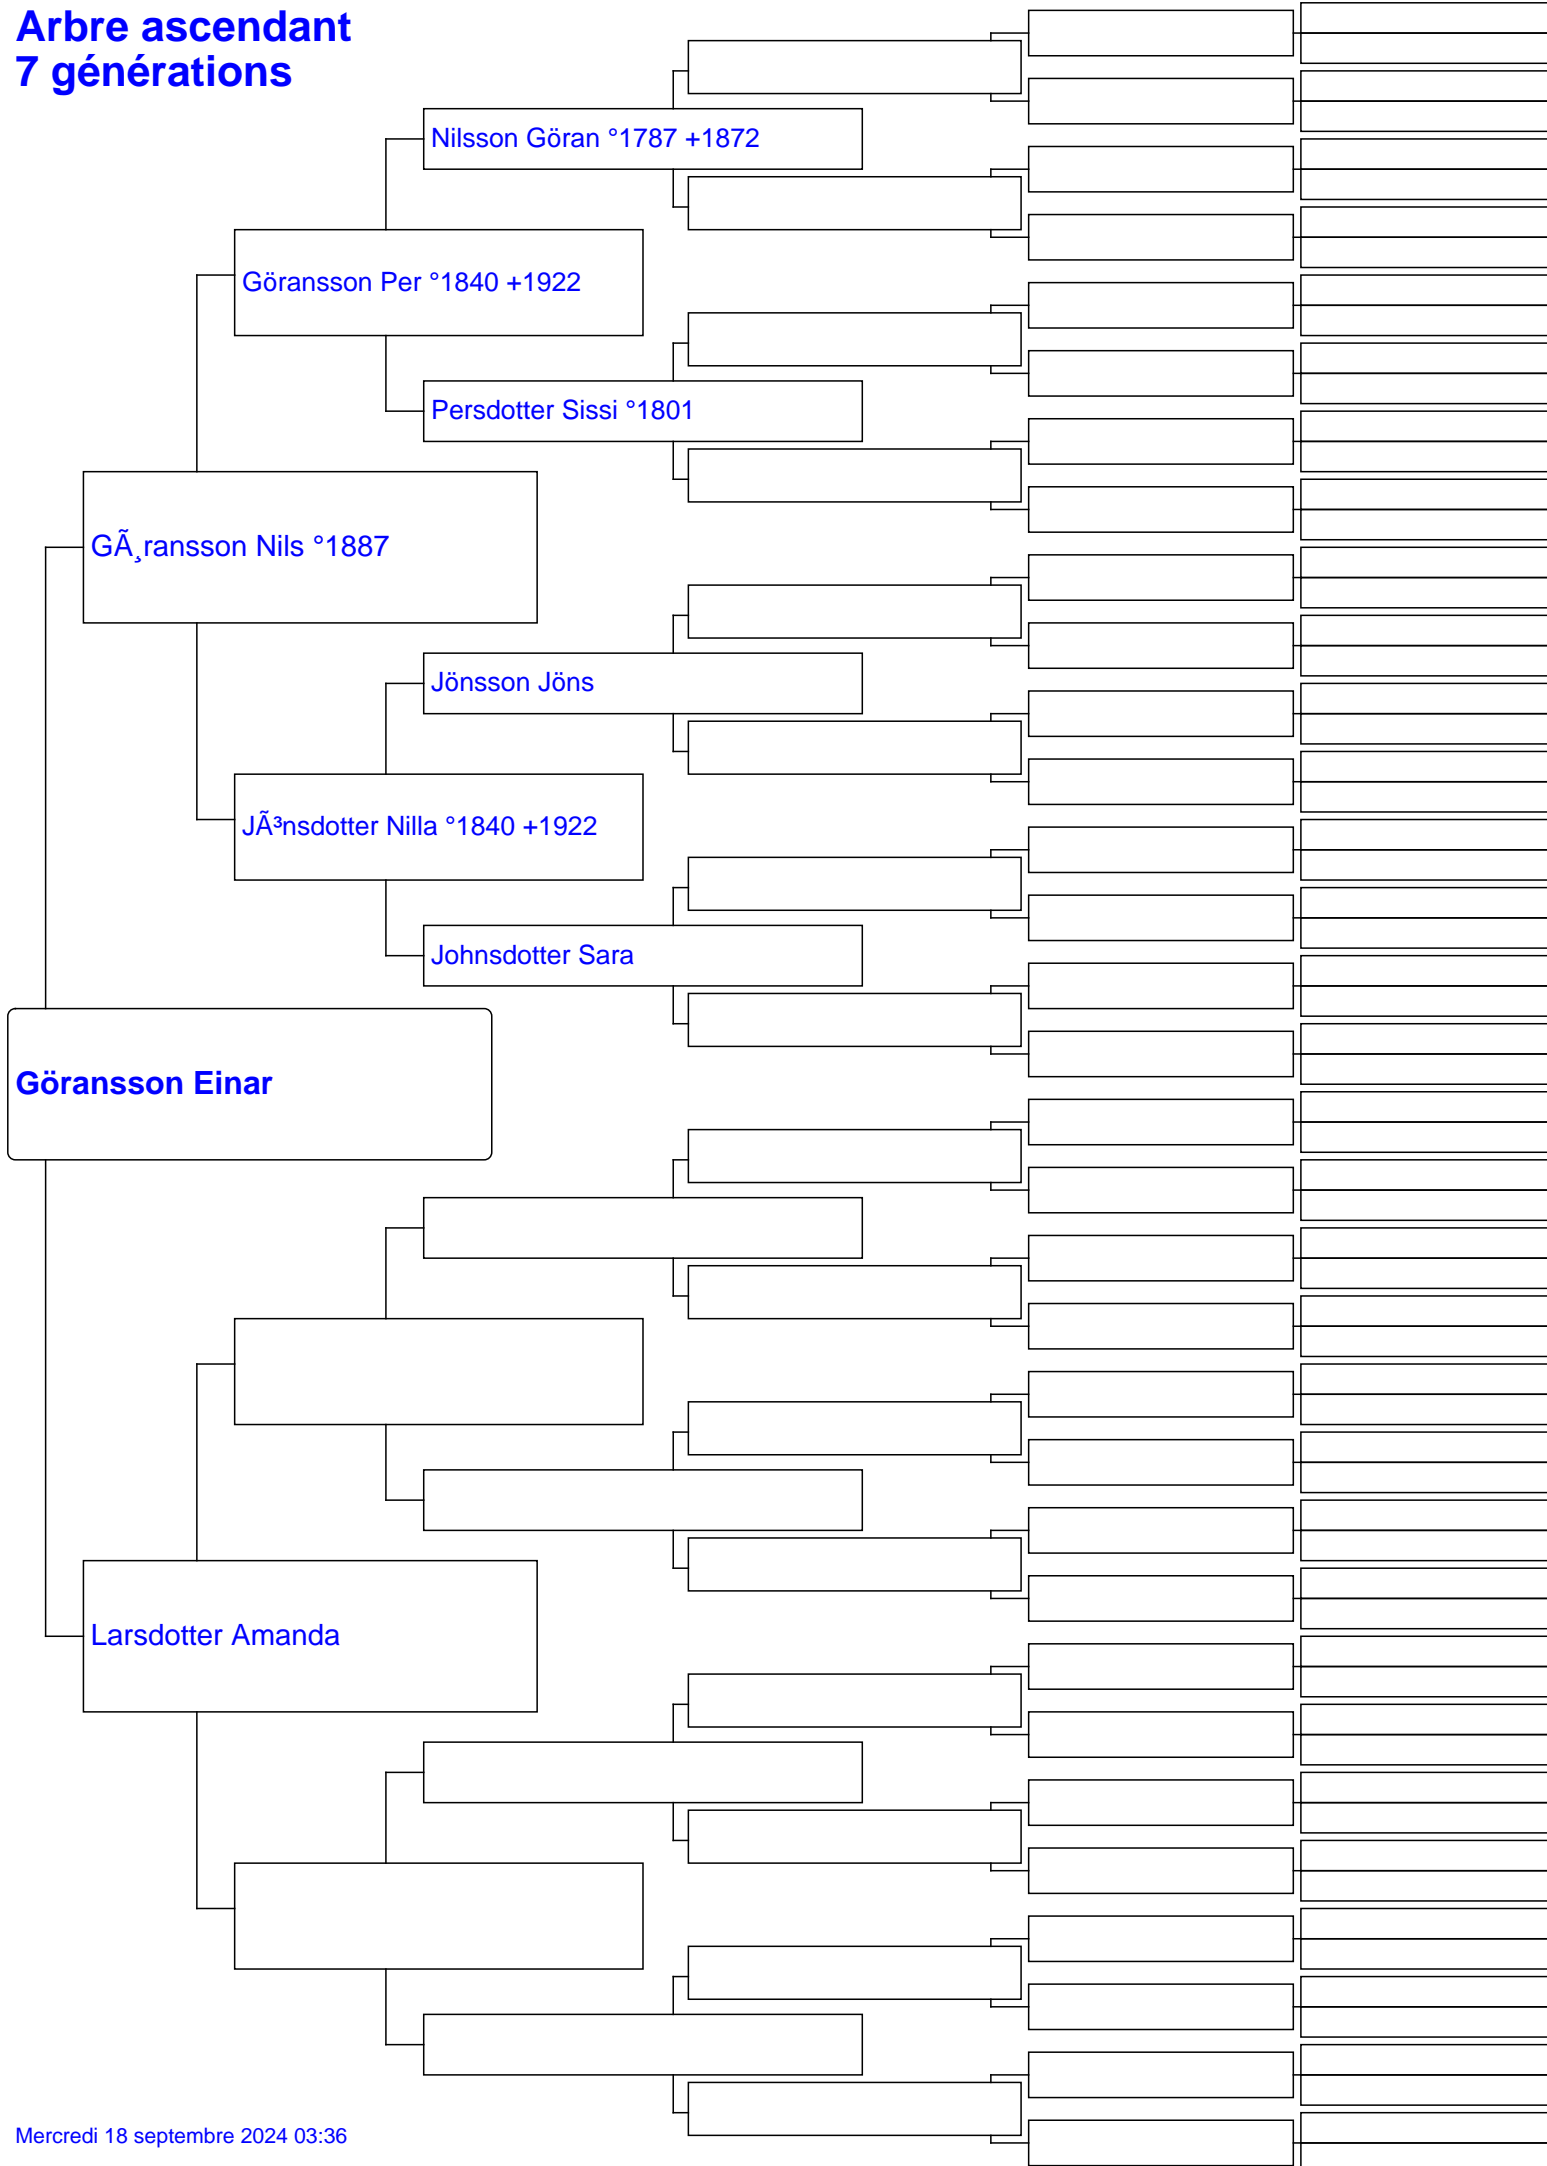 Arbre ascendant
7 générations
Nilsson Göran °1787 +1872
Göransson Per °1840 +1922
Persdotter Sissi °1801
GÃ¸ransson Nils °1887
Jönsson Jöns
JÃ³nsdotter Nilla °1840 +1922
Johnsdotter Sara
Göransson Einar
Larsdotter Amanda
Mercredi 18 septembre 2024 03:36